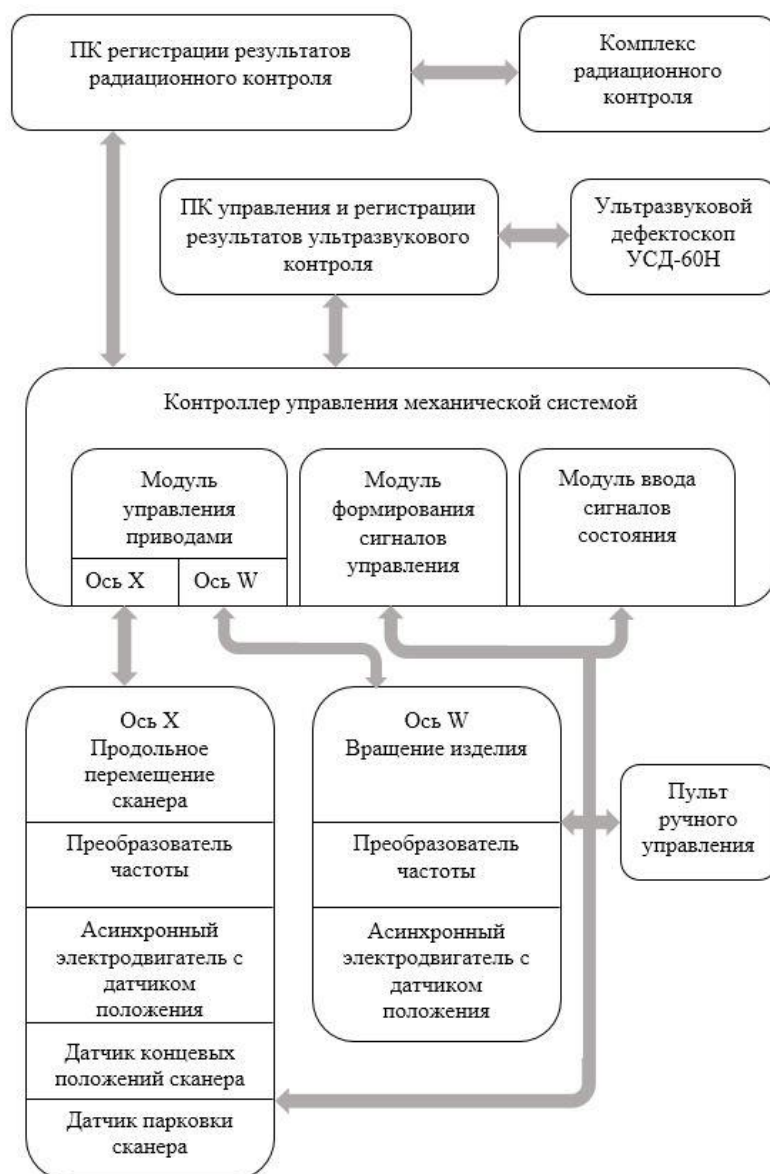 ПК регистрации результатов
радиационного контроля
Комплекс
радиационного
контроля
ПК управления и регистрации
результатов ультразвукового
контроля
Ультразвуковой
дефектоскоп
УСД-60Н
Контроллер управления механической системой
Модуль
управления
приводами
Ось X
Ось W
Модуль
формирования
сигналов
управления
Модуль ввода
сигналов
состояния
Ось X
Продольное
перемещение
сканера
Преобразователь
частоты
Асинхронный
электродвигатель с
датчиком
положения
Датчик концевых
положений сканера
Датчик парковки
сканера
Ось W
Вращение изделия
Преобразователь
частоты
Асинхронный
электродвигатель с
датчиком
положения
Пульт
ручного
управления